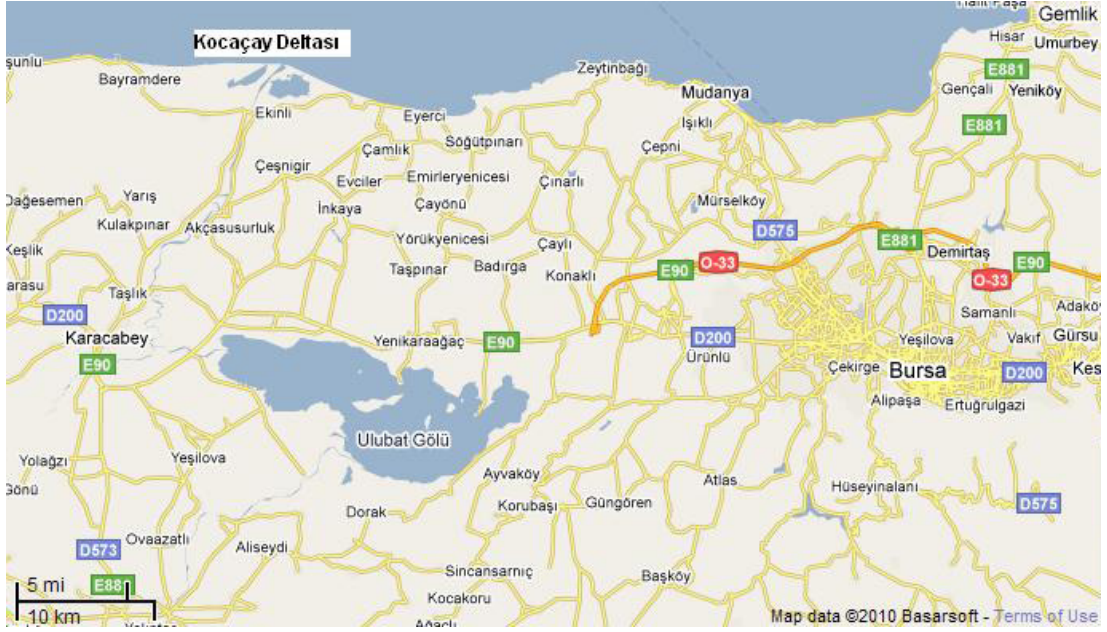 Kocaçay Deltası
Gemlik
Hisar
Umurbey
E881
Gençali
Yeniköy
E881
Bayramdere
Zeytinbağı
Mudanya
Ekinli
Eyerci
Işıklı
Çamlık
Söğütpınarı
Çepni
Çeşnigir
Evciler
Emirleryenicesi
Çınarlı
Dağesemen
Yarış
İnkaya
Çayönü
Mürselköy
Kulakpınar
Akçasusurluk
D575
E881
Keşlik
Yörükyenicesi
Çaylı
Demirtaş
Taşpınar
Badırga
Konaklı
E90
O-33
E90
O-33
arasu
Taşlık
D200
Samanlı
Adaköy
Karacabey
Yenikaraağaç
E90
D200
Ürünlü
Yeşilova
Vakıf
Gürsu
E90
Çekirge
Bursa
D200
Kes
Alipaşa
Ertuğrulgazi
Ulubat Gölü
Yolağzı
Yeşilova
Ayvaköy
Atlas
Hüseyinalanı
Gönü
Korubaşı
Güngören
D575
Dorak
Ovaazatlı
D573
Aliseydi
Sincansarnıç
Başköy
5 mi
E881
10 km
Kocakoru
Map data ©2010 Basarsoft - Terms of Use